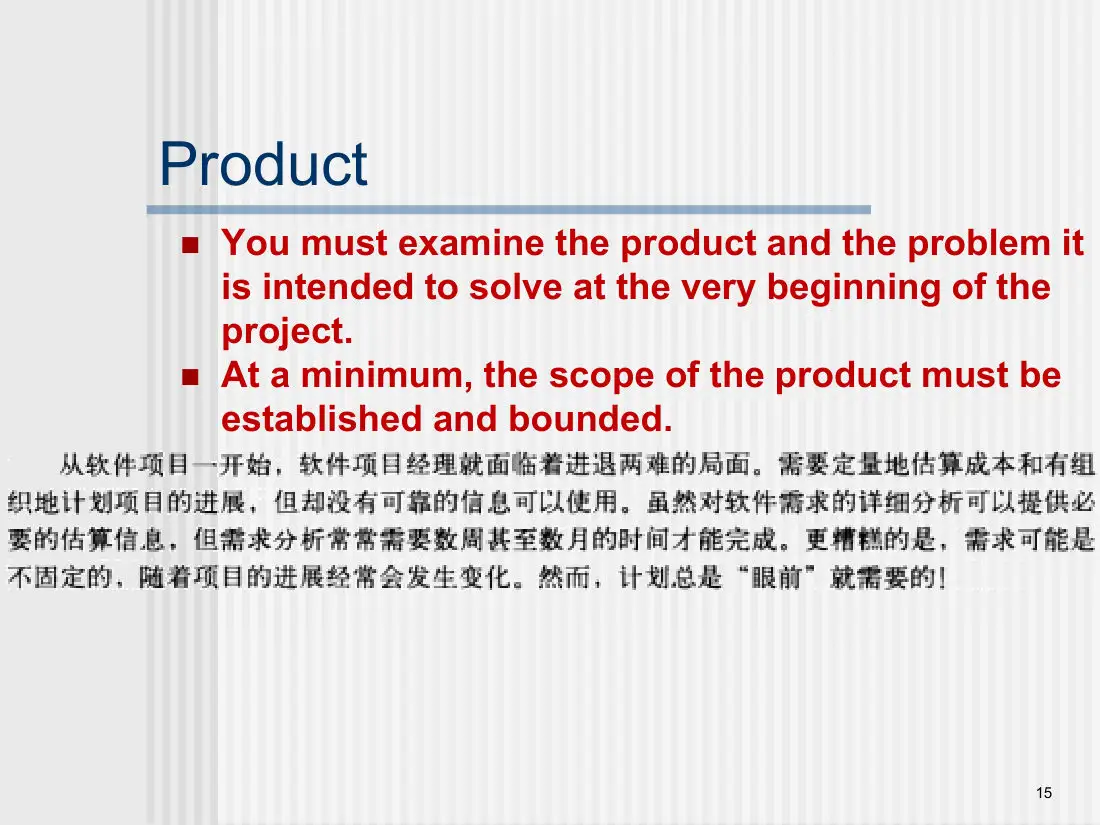 Product
■ You must examine the product and the problem it
is intended to solve at the very beginning of the
project.
■ At a minimum, the scope of the product must be
established and bounded.
从软件项目一开始，软件项目经理就面临着进退两难的局面。需要定量地估算成本和有组
织地计划项目的进展，但却没有可靠的信息可以使用。虽然对软件需求的详细分析可以提供必
要的估算信息，但需求分析常常需要数周甚至数月的时间才能完成。更糟糕的是，需求可能是
不固定的，随着项目的进展经常会发生变化。然而，计划总是“眼前”就需要的！
15